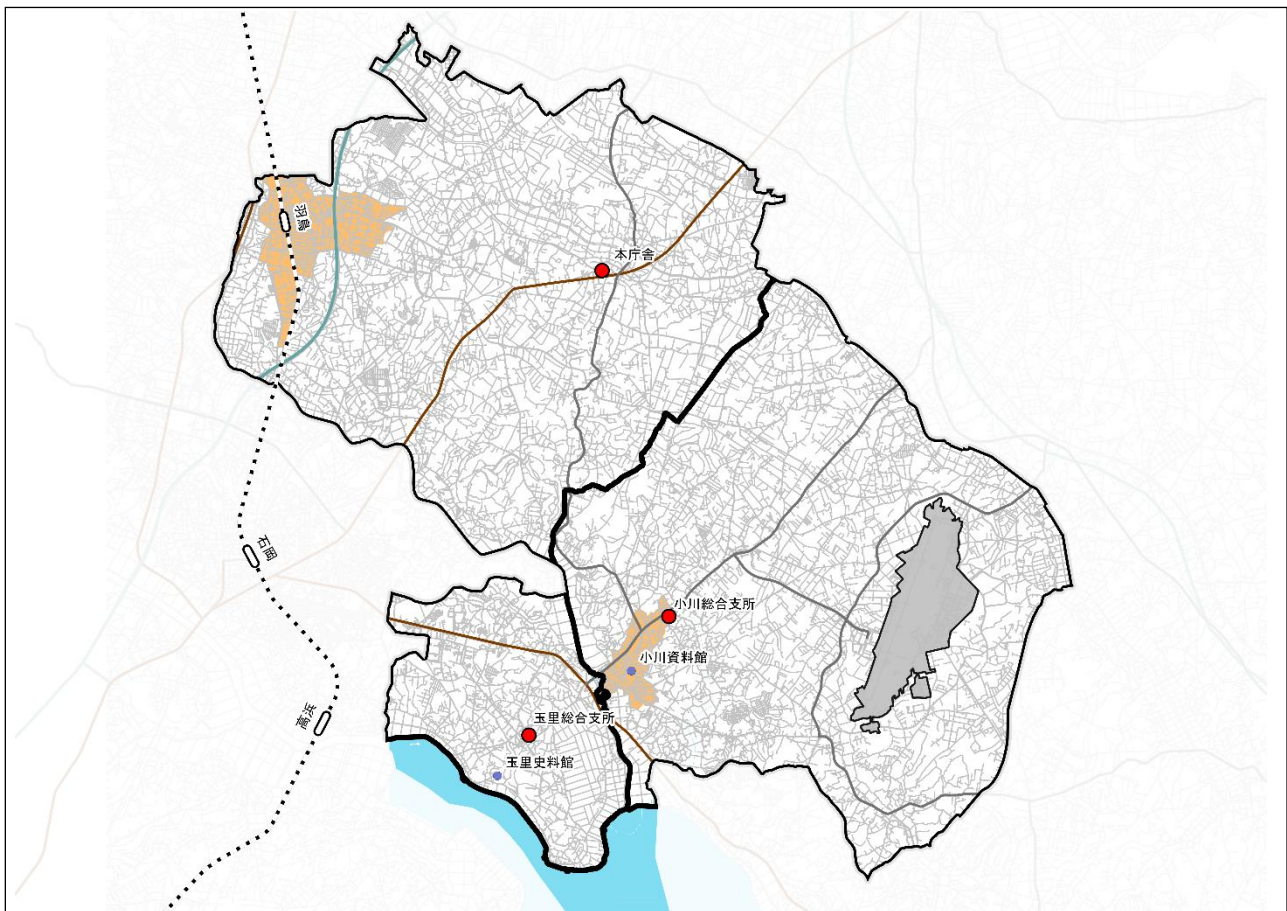 羽鳥
本庁舎
石岡
小川総合支所
小川資料館
高浜
玉里総合支所
玉里史料館